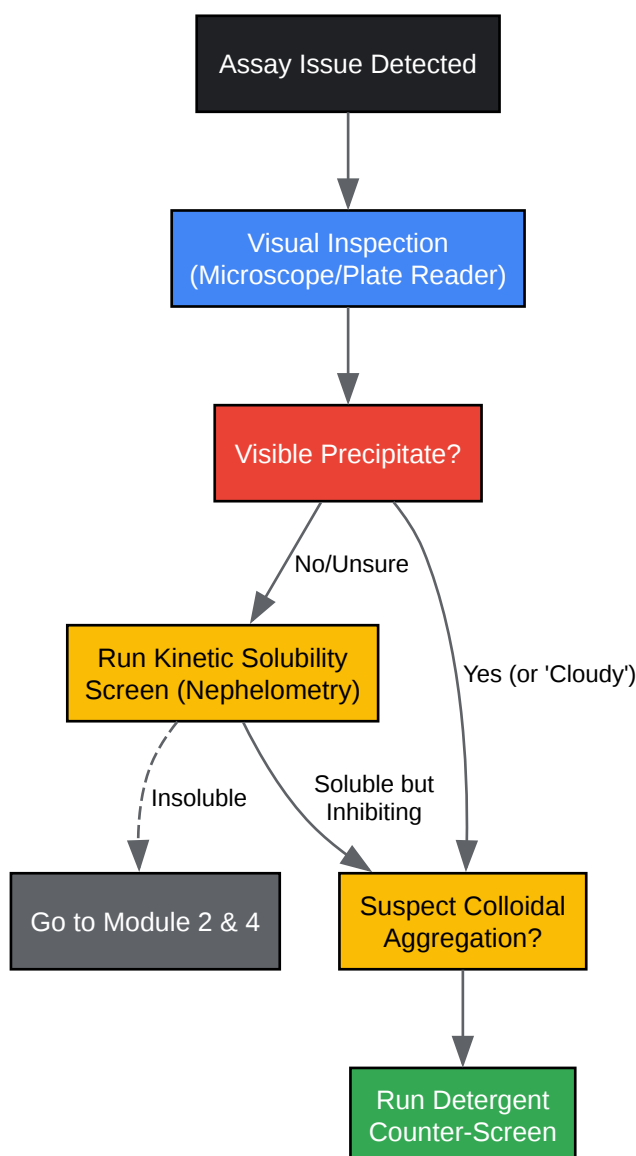 Assay Issue Detected
Visual Inspection
(Microscope/Plate Reader)
Visible Precipitate?
No/Unsure
Run Kinetic Solubility
Screen (Nephelometry)
Yes (or 'Cloudy')
Insoluble
Soluble but
Inhibiting
Go to Module 2 & 4
Suspect Colloidal
Aggregation?
Run Detergent
Counter-Screen